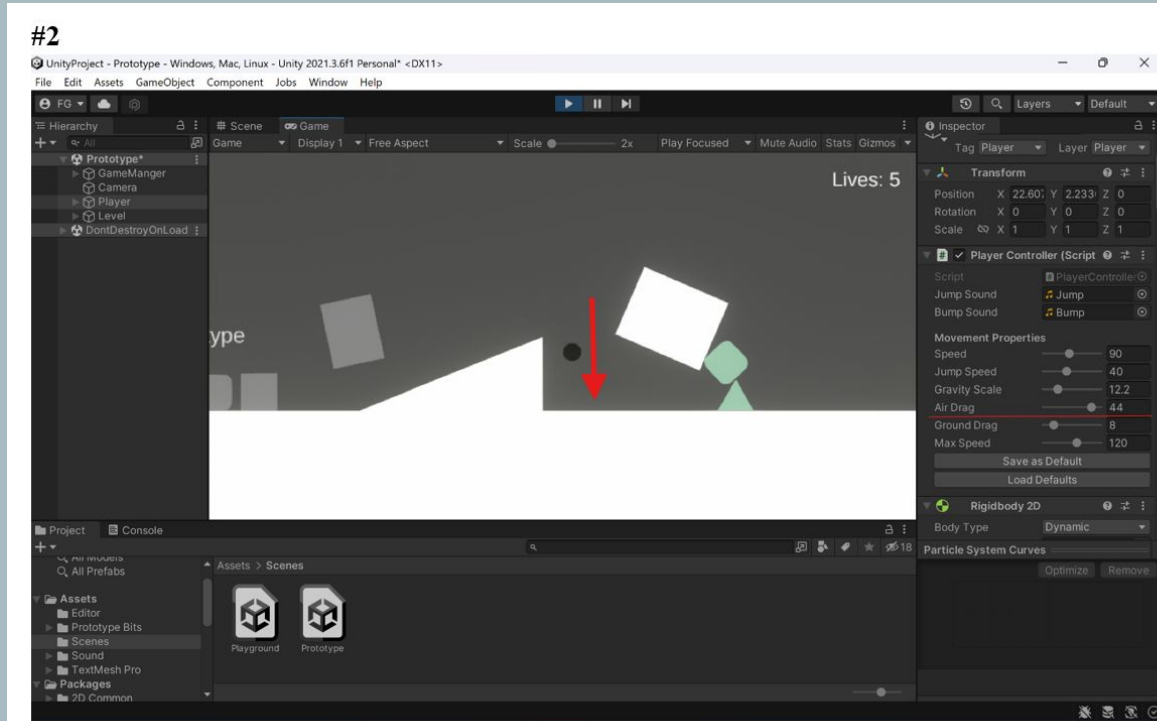 #2
UnityProject - Prototype - Windows, Mac, Linux - Unity 2021.3.6f1 Personal* <DX11>
File Edit Assets GameObject Component Jobs Window Help
FG Layers Default
Hierarchy
All
Prototype*
GameManger
Camera
Player
Level
DontDestroyOnLoad
Scene Game
Game Display 1 Free Aspect Scale 2x Play Focused Mute Audio Stats Gizmos
Lives: 5
ype
Inspector
Tag Player Layer Player
Transform
Position X 22.607 Y 2.233 Z 0
Rotation X 0 Y 0 Z 0
Scale X 1 Y 1 Z 1
Player Controller (Script
Script PlayerController
Jump Sound Jump
Bump Sound Bump
Movement Properties
Speed 90
Jump Speed 40
Gravity Scale 12.2
Air Drag 44
Ground Drag 8
Max Speed 120
Save as Default
Load Defaults
Rigidbody 2D
Body Type Dynamic
Particle System Curves
Optimize Remove
Project Console
18
All Models
All Prefabs
Assets
Editor
Prototype Bits
Scenes
Sound
TextMesh Pro
Packages
2D Common
Assets > Scenes
Playground Prototype